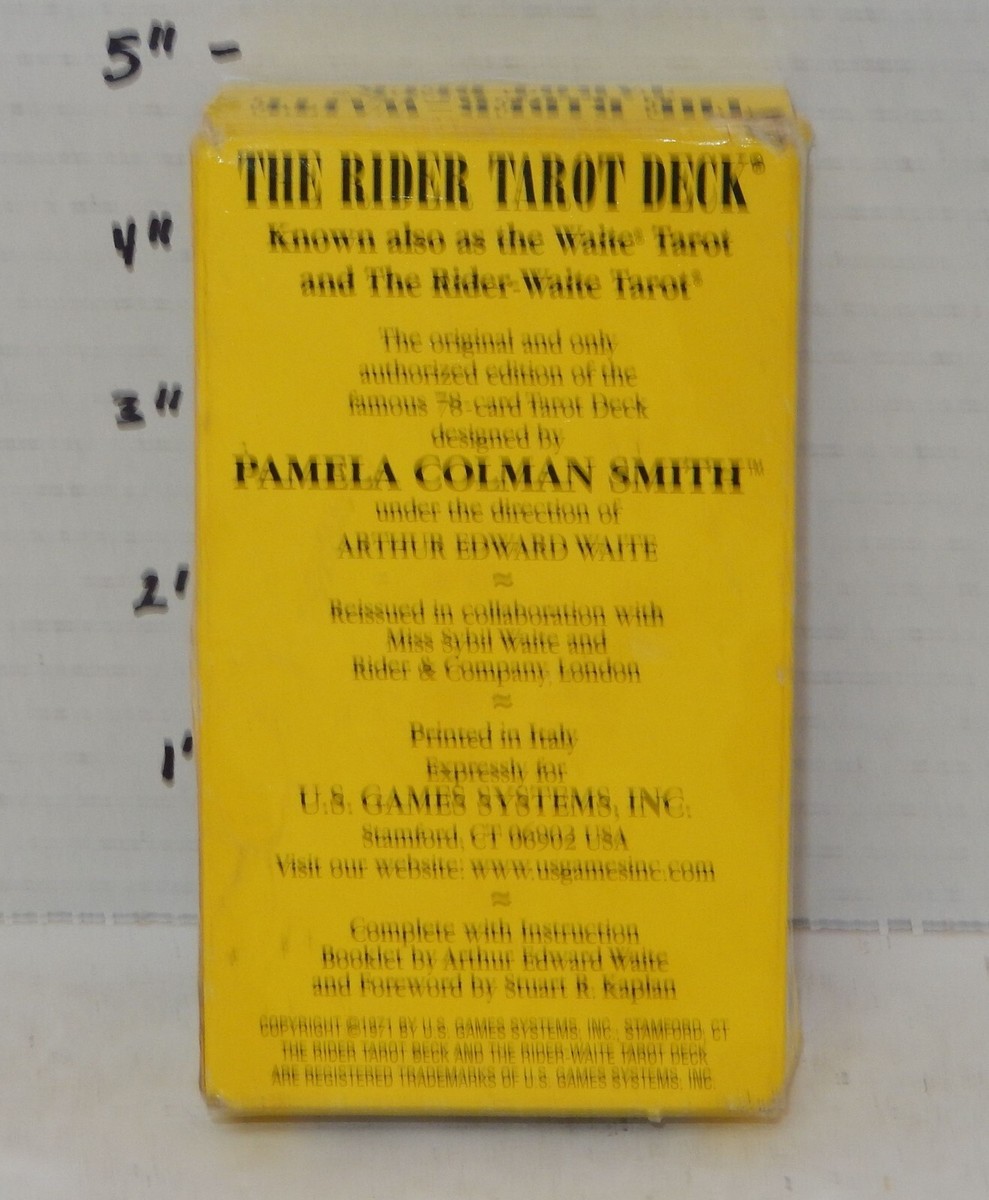 5" -
THE RIDER TAROT DECK®
4"
Known also as the Waite® Tarot
and The Rider-Waite Tarot®
The original and only
authorized edition of the
3"
famous 78-card Tarot Deck
designed by
PAMELA COLMAN SMITH™
under the direction of
ARTHUR EDWARD WAITE
2"
Reissued in collaboration with
Miss Sybil Waite and
Rider & Company, London
Printed in Italy
1"
Expressly for
U.S. GAMES SYSTEMS, INC.
Stamford, CT 06902 USA
Visit our website: www.usgamesinc.com
Complete with Instruction
Booklet by Arthur Edward Waite
and Foreword by Stuart R. Kaplan
COPYRIGHT ©1971 BY U.S. GAMES SYSTEMS, INC., STAMFORD, CT
THE RIDER TAROT DECK AND THE RIDER-WAITE TAROT DECK
ARE REGISTERED TRADEMARKS OF U.S. GAMES SYSTEMS, INC.